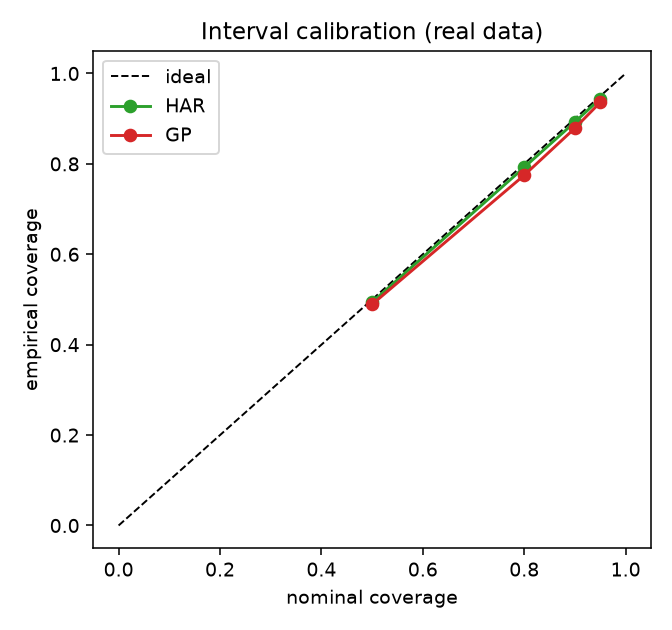 Interval calibration (real data)
ideal
HAR
GP
empirical coverage
1.0
0.8
0.6
0.4
0.2
0.0
0.0 0.2 0.4 0.6 0.8 1.0
nominal coverage